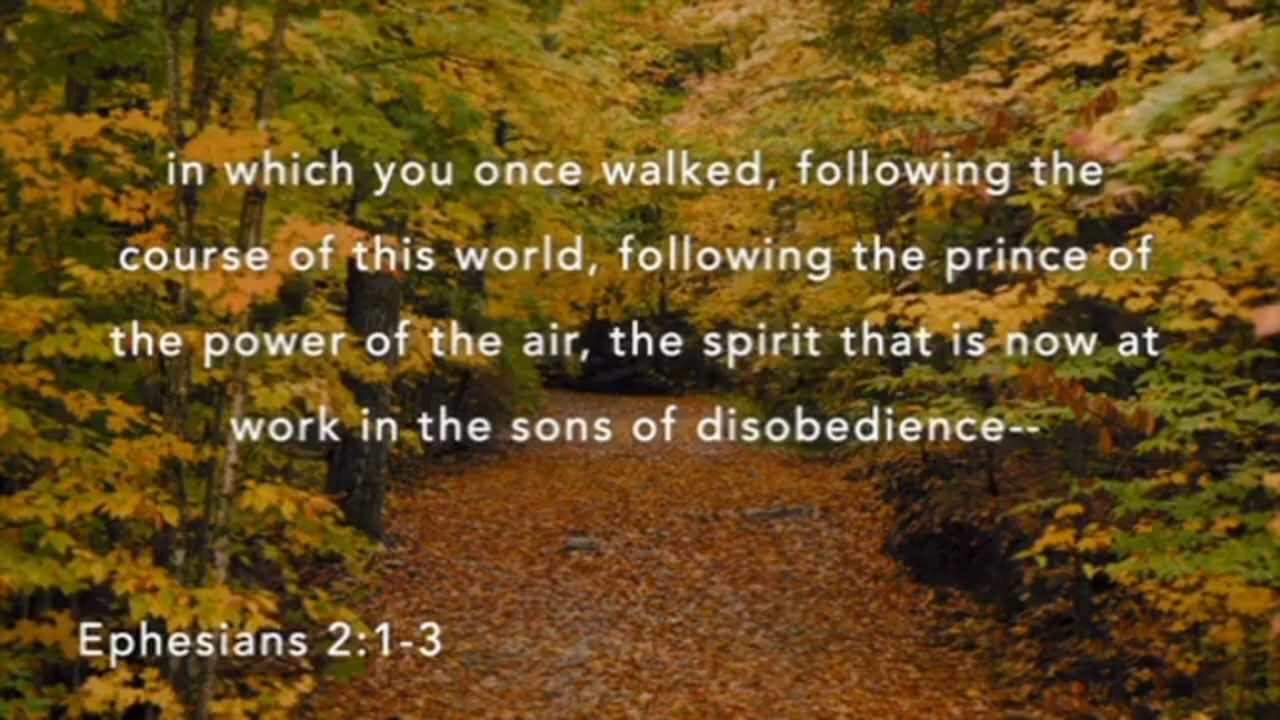 in which you once walked, following the
course of this world, following the prince of
the power of the air, the spirit that is now at
work in the sons of disobedience--
Ephesians 2:1-3